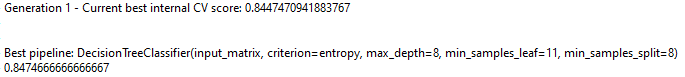 Generation 1 - Current best internal CV score: 0.8447470941883767
Best pipeline: DecisionTreeClassifier(input_matrix, criterion=entropy, max_depth=8, min_samples_leaf=11, min_samples_split=8)
0.8474666666666667